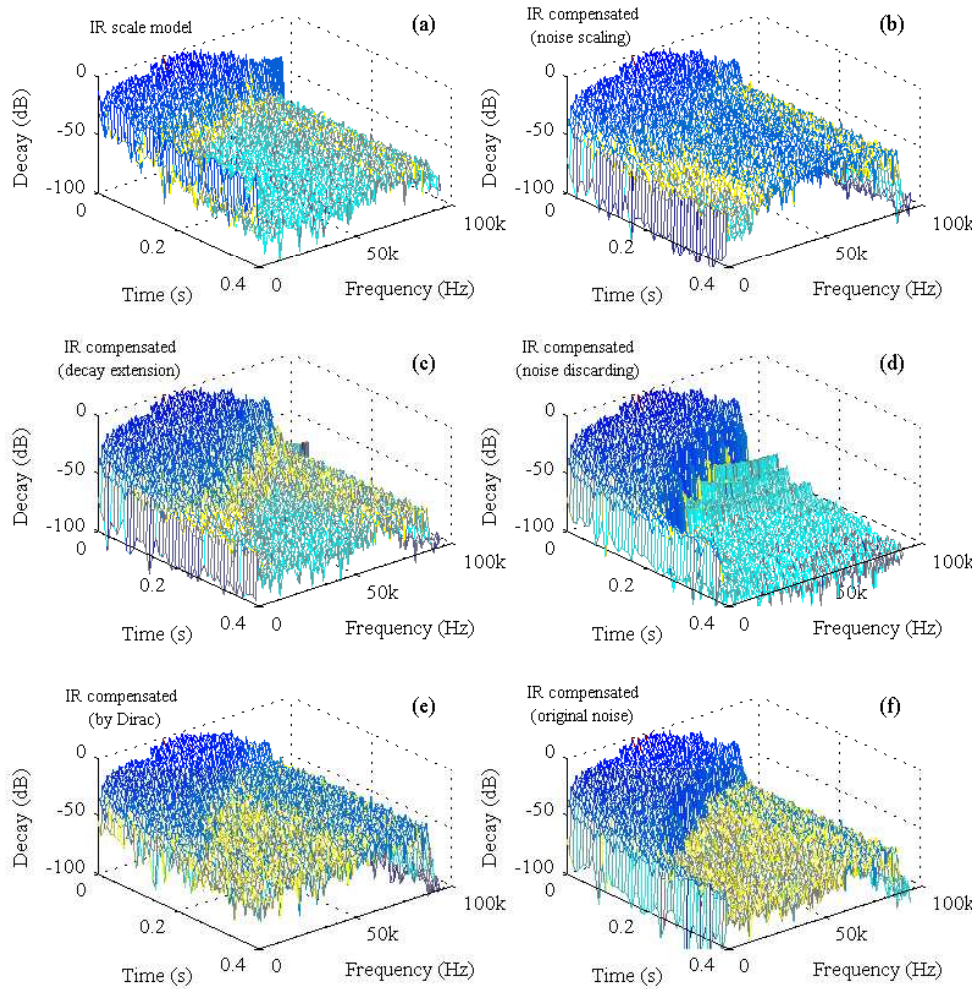 IR scale model
(a)
0
-50
-100
Decay (dB)
0
0.2
0.4
Time (s)
0
50k
100k
Frequency (Hz)
IR compensated
(noise scaling)
(b)
0
-50
-100
Decay (dB)
0
0.2
0.4
Time (s)
0
50k
100k
Frequency (Hz)
IR compensated
(decay extension)
(c)
0
-50
-100
Decay (dB)
0
0.2
0.4
Time (s)
0
50k
100k
Frequency (Hz)
IR compensated
(noise discarding)
(d)
0
-50
-100
Decay (dB)
0
0.2
0.4
Time (s)
0
50k
100k
Frequency (Hz)
IR compensated
(by Dirac)
(e)
0
-50
-100
Decay (dB)
0
0.2
0.4
Time (s)
0
50k
100k
Frequency (Hz)
IR compensated
(original noise)
(f)
0
-50
-100
Decay (dB)
0
0.2
0.4
Time (s)
0
50k
100k
Frequency (Hz)